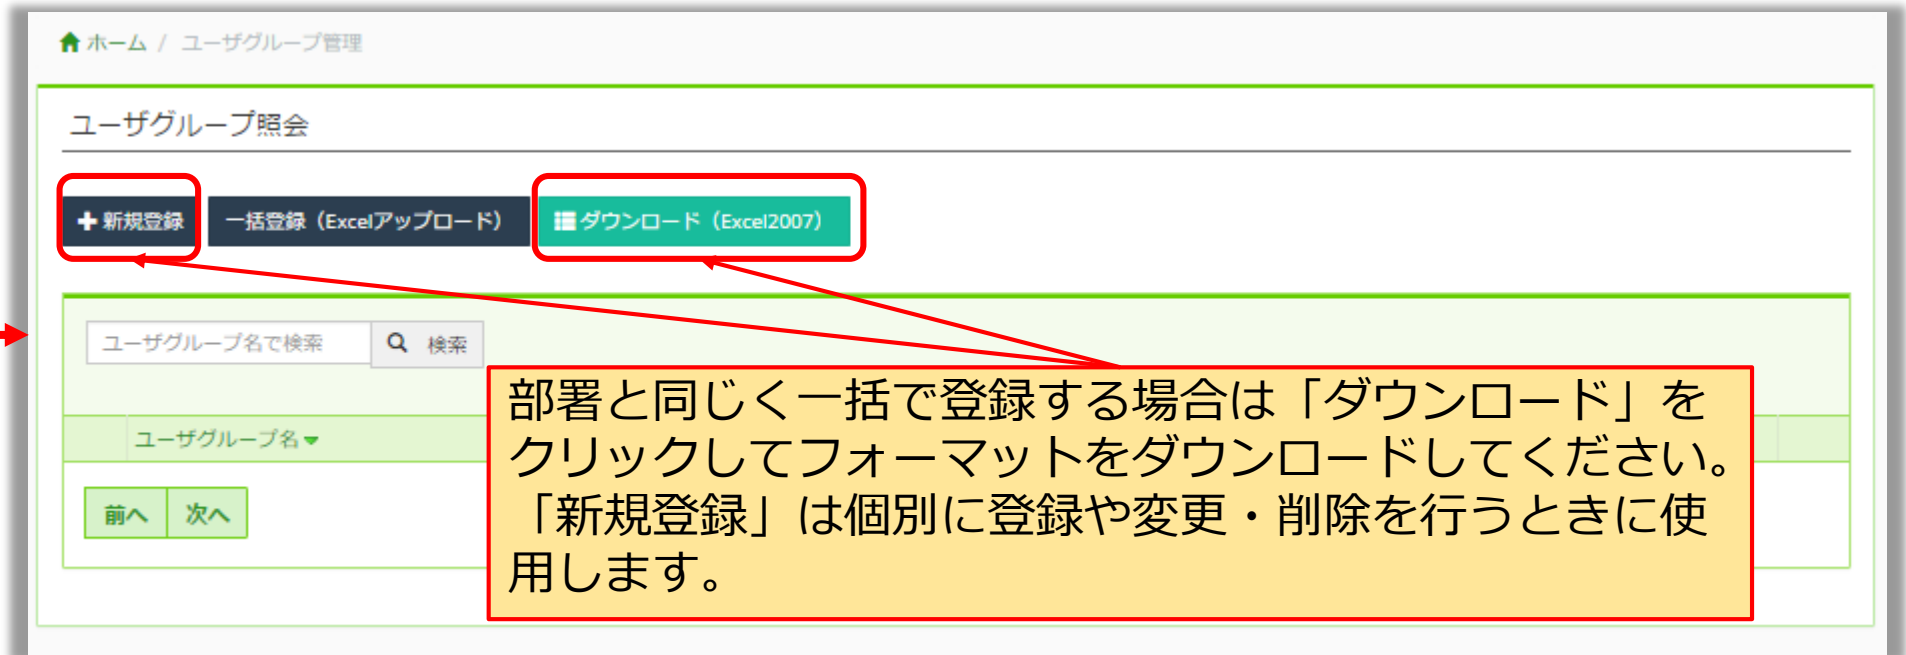 ホーム / ユーザグループ管理
ユーザグループ照会
新規登録 一括登録（Excelアップロード） ダウンロード（Excel2007）
ユーザグループ名で検索 検索
ユーザグループ名
前へ 次へ
部署と同じく一括で登録する場合は「ダウンロード」を
クリックしてフォーマットをダウンロードしてください。
「新規登録」は個別に登録や変更・削除を行うときに使
用します。